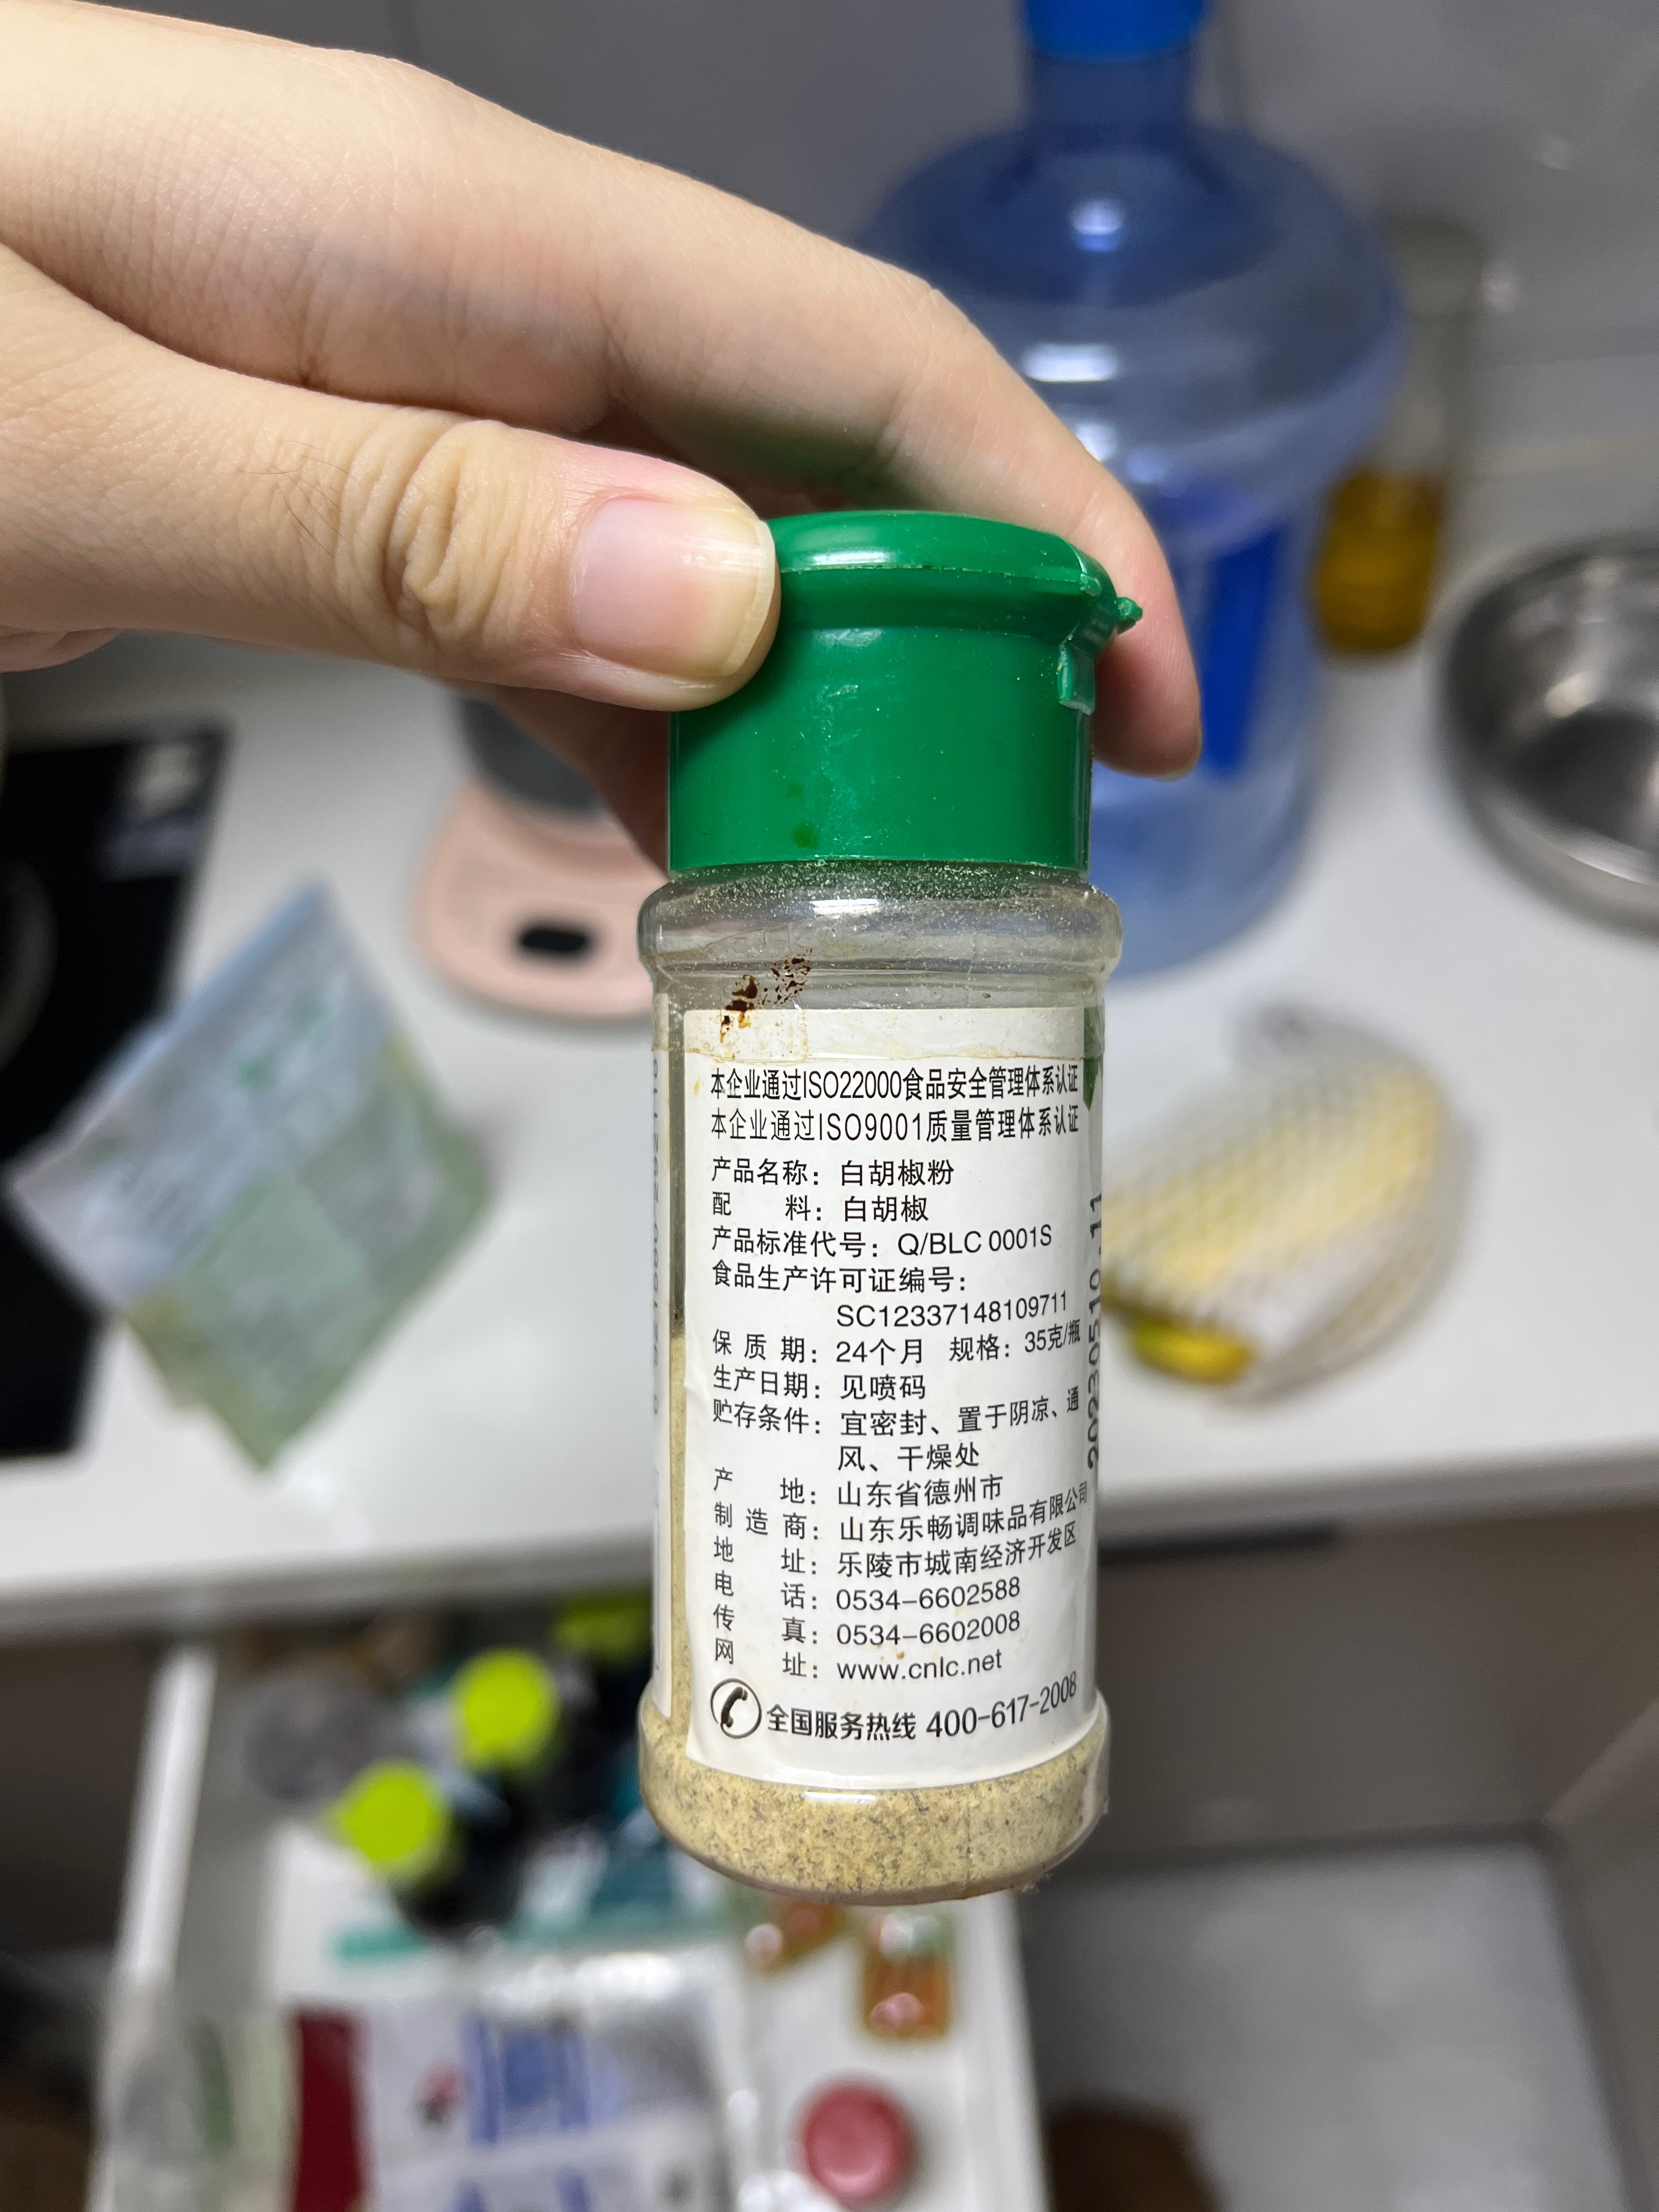 本企业通过ISO22000食品安全管理体系认证
本企业通过ISO9001质量管理体系认证
产品名称：白胡椒粉
配 料：白胡椒
产品标准代号：Q/BLC 0001S
食品生产许可证编号：
SC12337148109711
保质期：24个月 规格：35克/瓶
生产日期：见喷码
贮存条件：宜密封、置于阴凉、通
风、干燥处
产 地：山东省德州市
制造商：山东乐畅调味品有限公司
地 址：乐陵市城南经济开发区
电 话：0534-6602588
传 真：0534-6602008
网 址：www.cnlc.net
全国服务热线 400-617-2008